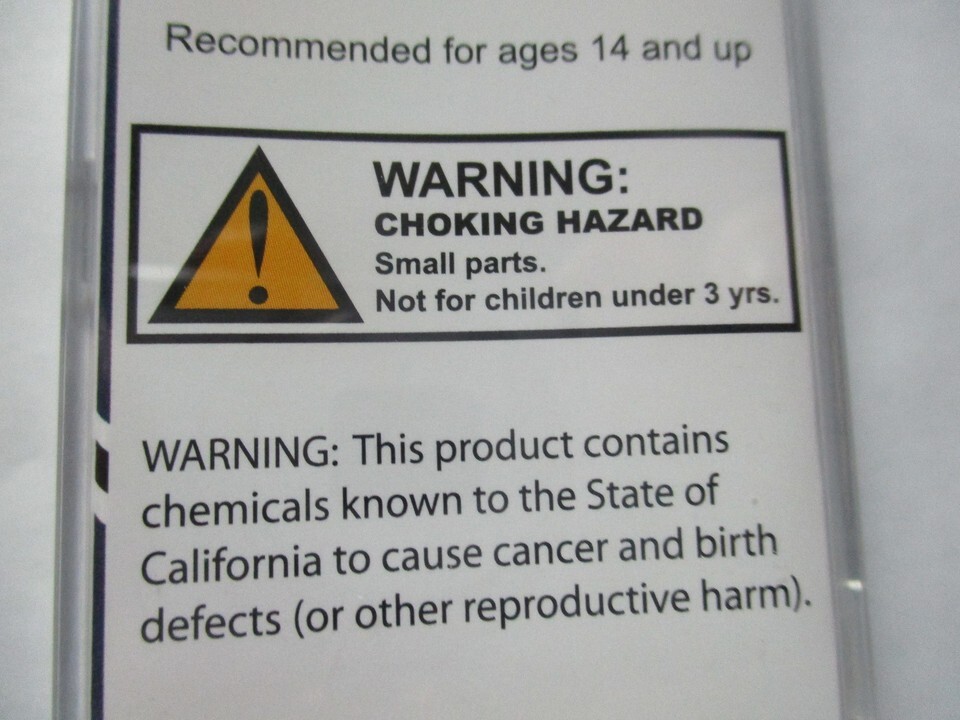 Recommended for ages 14 and up
WARNING:
CHOKING HAZARD
Small parts.
Not for children under 3 yrs.
WARNING: This product contains
chemicals known to the State of
California to cause cancer and birth
defects (or other reproductive harm).